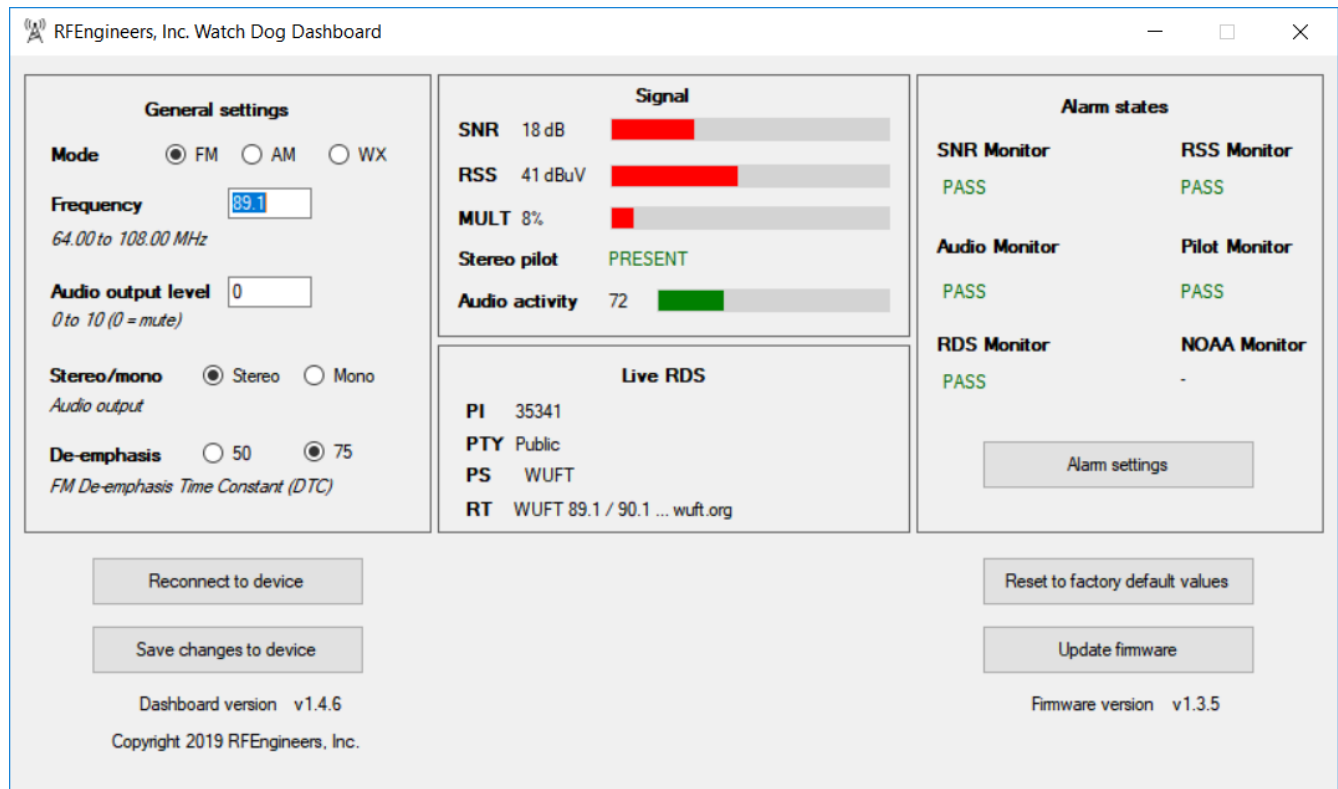 RFEngineers, Inc. Watch Dog Dashboard
General settings
Mode FM AM WX
Frequency 89.1
64.00 to 108.00 MHz
Audio output level 0
0 to 10 (0 = mute)
Stereo/mono Stereo Mono
Audio output
De-emphasis 50 75
FM De-emphasis Time Constant (DTC)
Signal
SNR 18 dB
RSS 41 dBuV
MULT 8%
Stereo pilot PRESENT
Audio activity 72
Live RDS
PI 35341
PTY Public
PS WUFT
RT WUFT 89.1 / 90.1 ... wuft.org
Alarm states
SNR Monitor RSS Monitor
PASS PASS
Audio Monitor Pilot Monitor
PASS PASS
RDS Monitor NOAA Monitor
PASS -
Alarm settings
Reconnect to device
Save changes to device
Dashboard version v1.4.6
Copyright 2019 RFEngineers, Inc.
Reset to factory default values
Update firmware
Firmware version v1.3.5